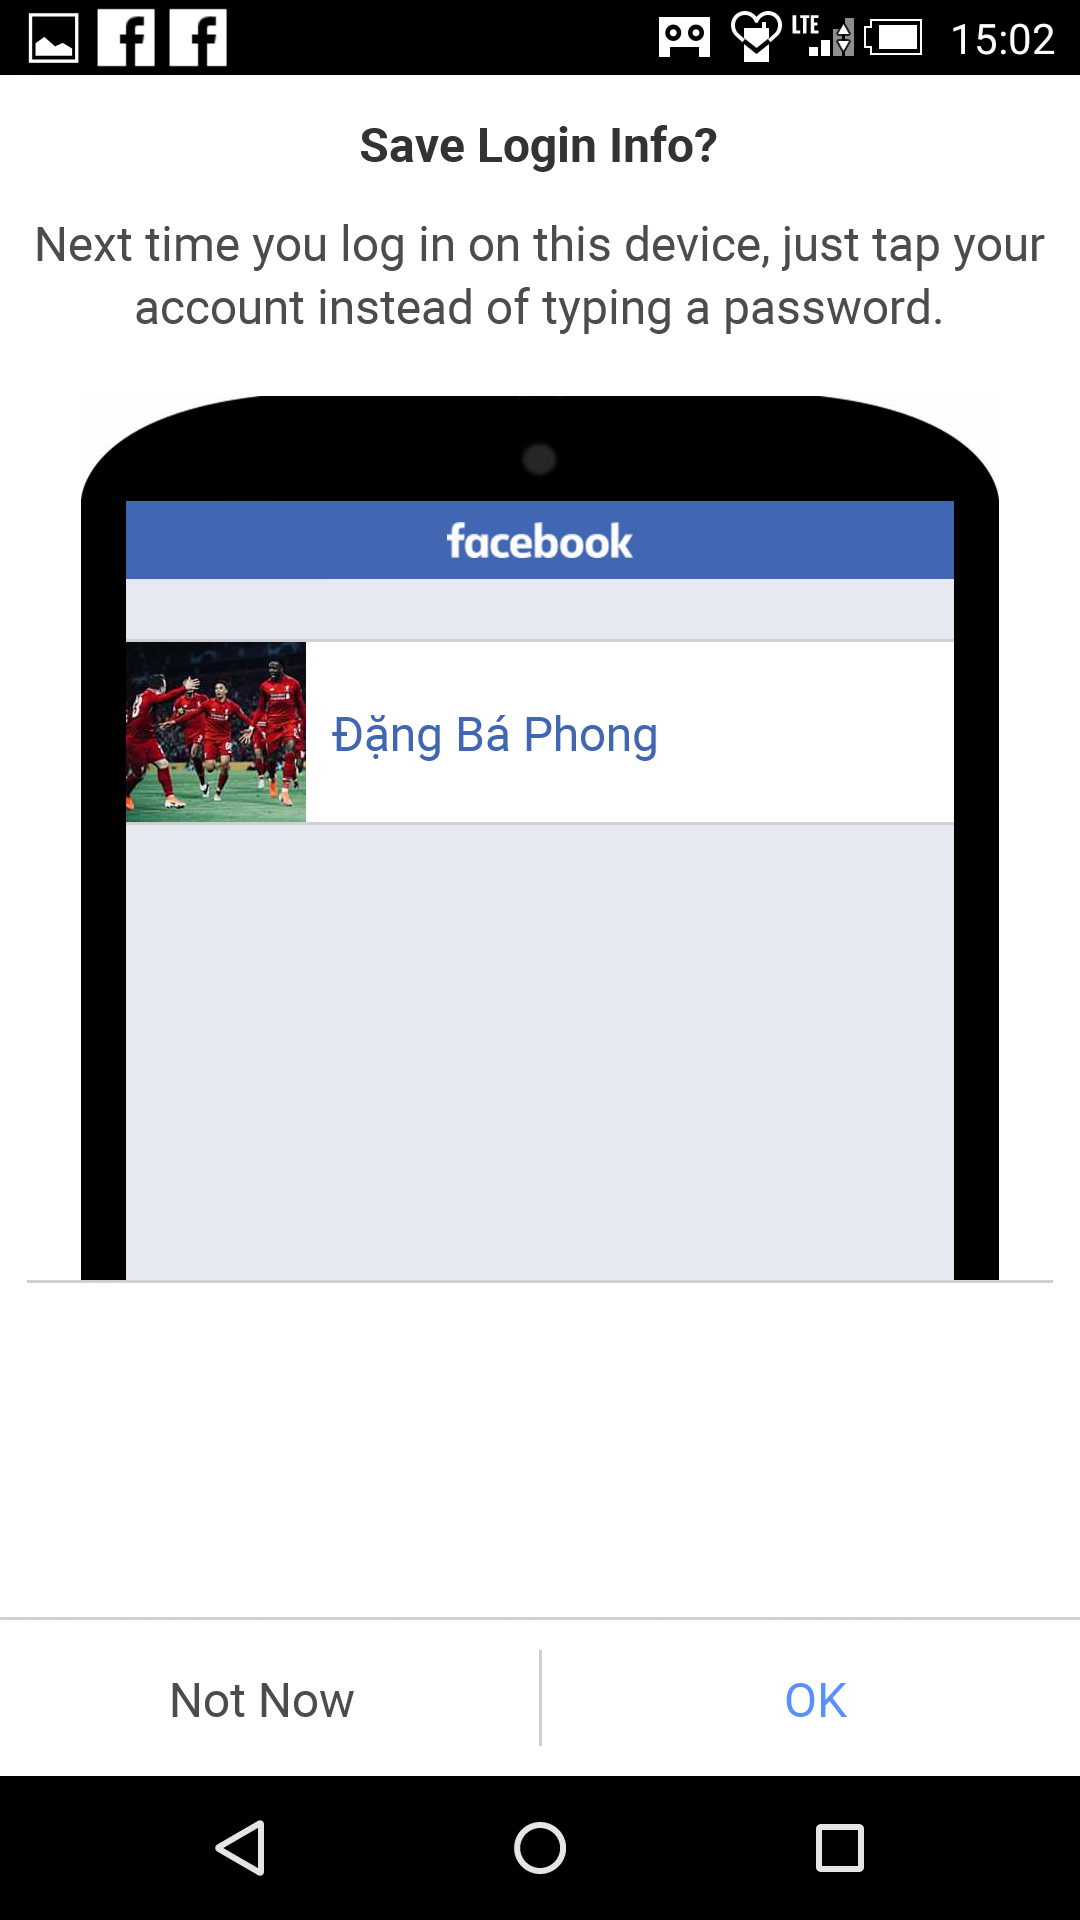 LTE 15:02
Save Login Info?
Next time you log in on this device, just tap your
account instead of typing a password.
facebook
Đặng Bá Phong
Not Now
OK